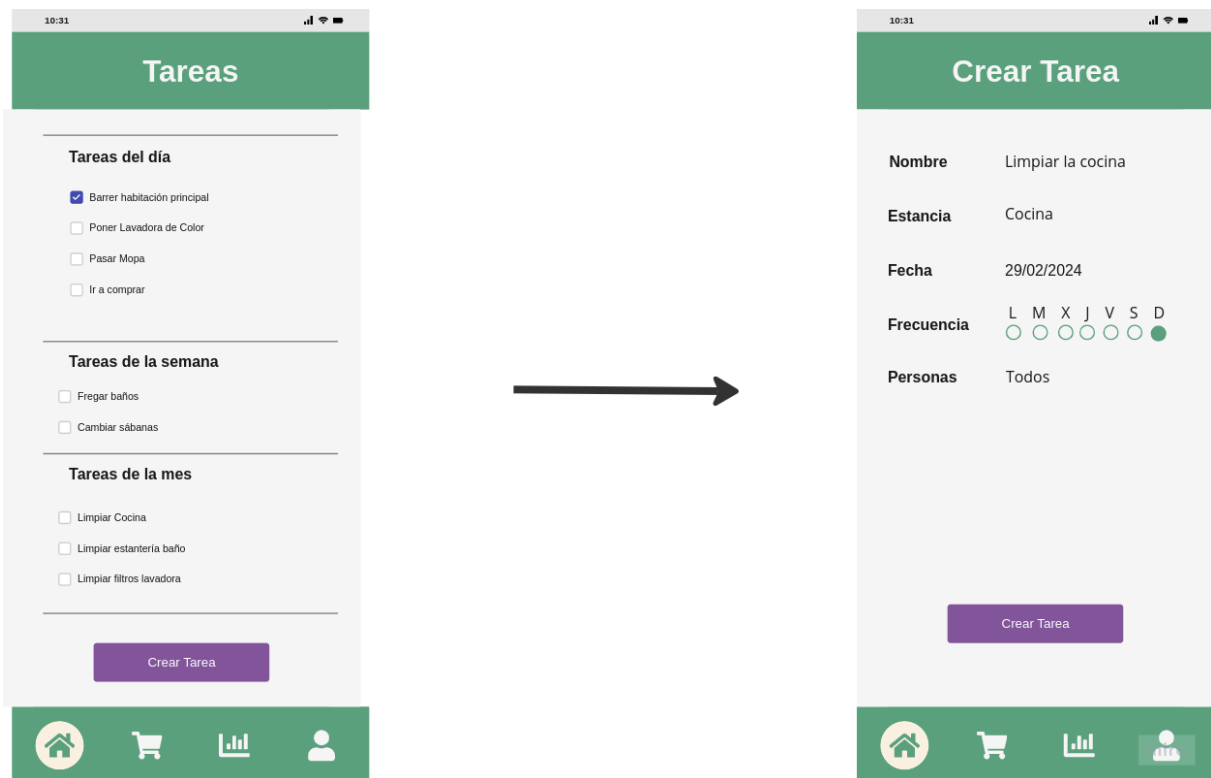 10:31
Tareas
Tareas del día
Barrer habitación principal
Poner Lavadora de Color
Pasar Mopa
Ir a comprar
Tareas de la semana
Fregar baños
Cambiar sábanas
Tareas de la mes
Limpiar Cocina
Limpiar estantería baño
Limpiar filtros lavadora
Crear Tarea
10:31
Crear Tarea
Nombre Limpiar la cocina
Estancia Cocina
Fecha 29/02/2024
L M X J V S D
Frecuencia
Personas Todos
Crear Tarea